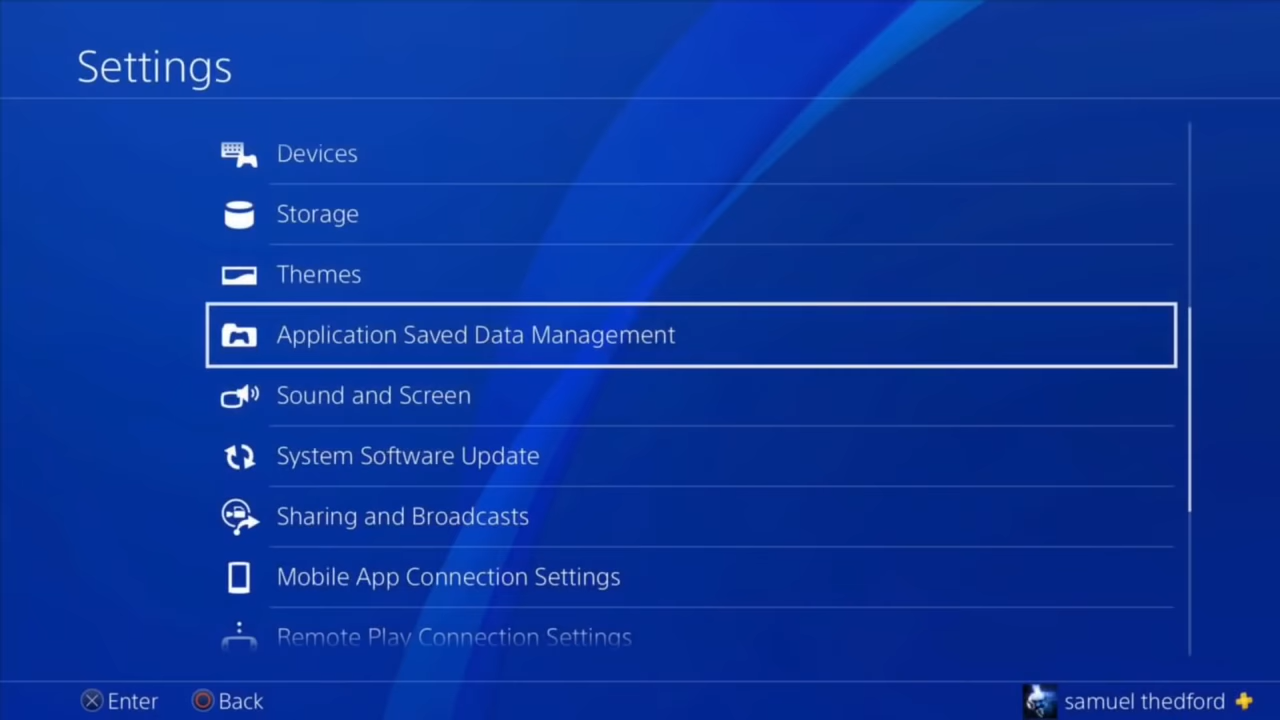 Settings
Devices
Storage
Themes
Application Saved Data Management
Sound and Screen
System Software Update
Sharing and Broadcasts
Mobile App Connection Settings
Remote Play Connection Settings
Enter
Back
samuel thedford